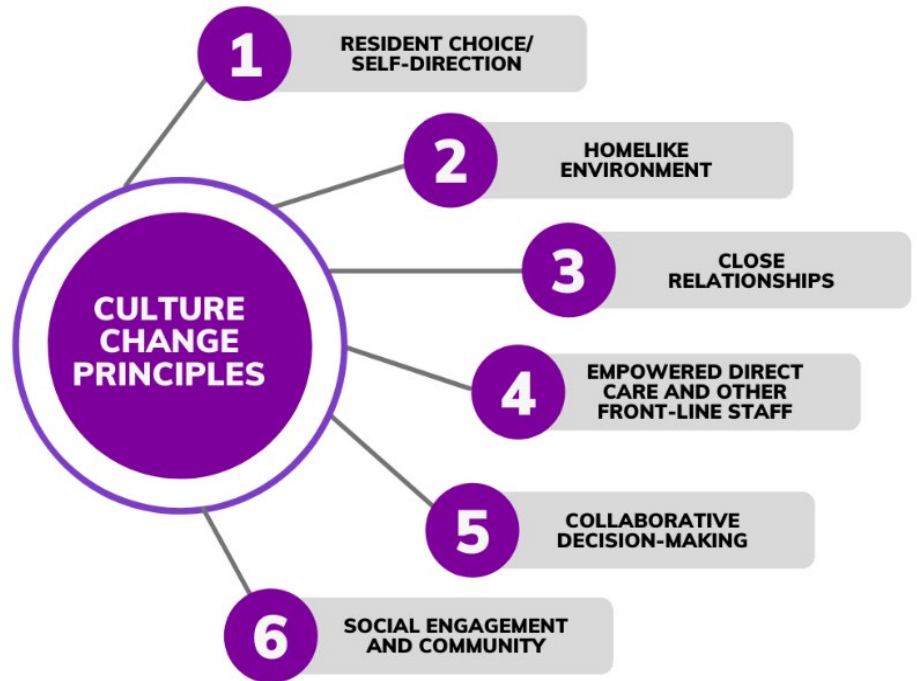 1
RESIDENT CHOICE/
SELF-DIRECTION
2
HOMELIKE
ENVIRONMENT
3
CLOSE
RELATIONSHIPS
CULTURE
CHANGE
PRINCIPLES
4
EMPOWERED DIRECT
CARE AND OTHER
FRONT-LINE STAFF
5
COLLABORATIVE
DECISION-MAKING
6
SOCIAL ENGAGEMENT
AND COMMUNITY